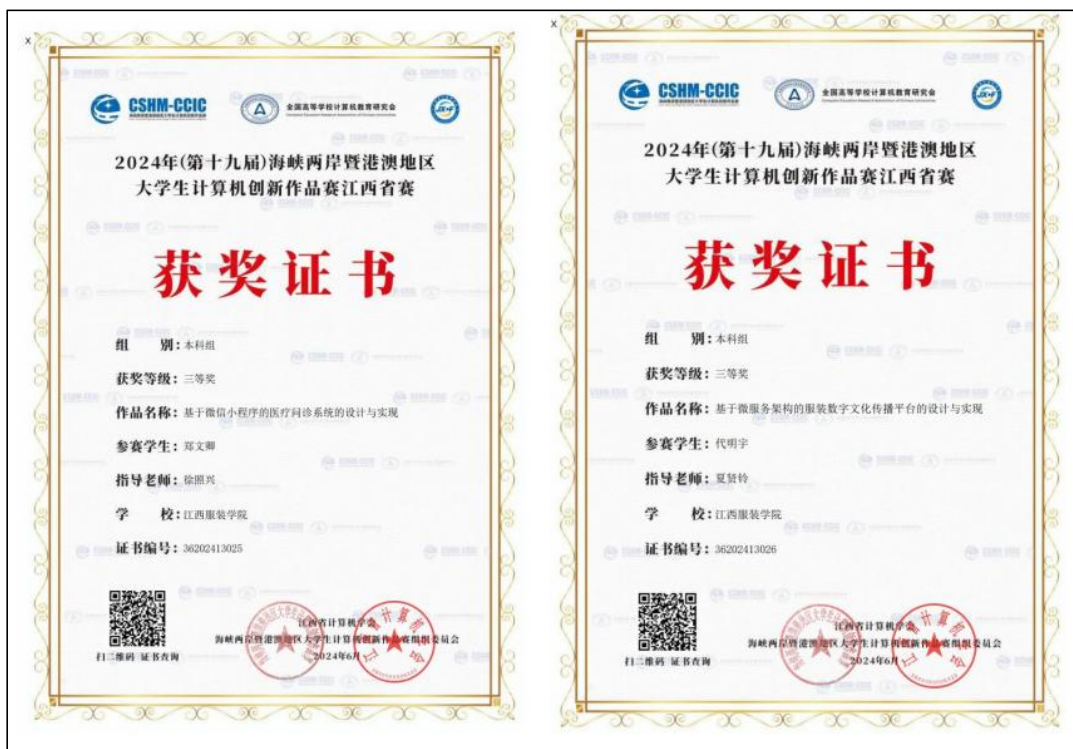 CSHM-CCIC
全国高等学校计算机教育研究会
2024年(第十九届)海峡两岸暨港澳地区
大学生计算机创新作品赛江西省赛
获奖证书
组 别：本科组
获奖等级：三等奖
作品名称：基于微信小程序的医疗问诊系统的设计与实现
参赛学生：郑文卿
指导老师：徐照兴
学 校：江西服装学院
证书编号：36202413025
江西省计算机学会
海峡两岸暨港澳地区大学生计算机创新作品赛组织委员会
2024年6月
扫二维码 证书查询
CSHM-CCIC
全国高等学校计算机教育研究会
2024年(第十九届)海峡两岸暨港澳地区
大学生计算机创新作品赛江西省赛
获奖证书
组 别：本科组
获奖等级：三等奖
作品名称：基于微服务架构的服装数字文化传播平台的设计与实现
参赛学生：代明宇
指导老师：夏贤铃
学 校：江西服装学院
证书编号：36202413026
江西省计算机学会
海峡两岸暨港澳地区大学生计算机创新作品赛组织委员会
2024年6月
扫二维码 证书查询